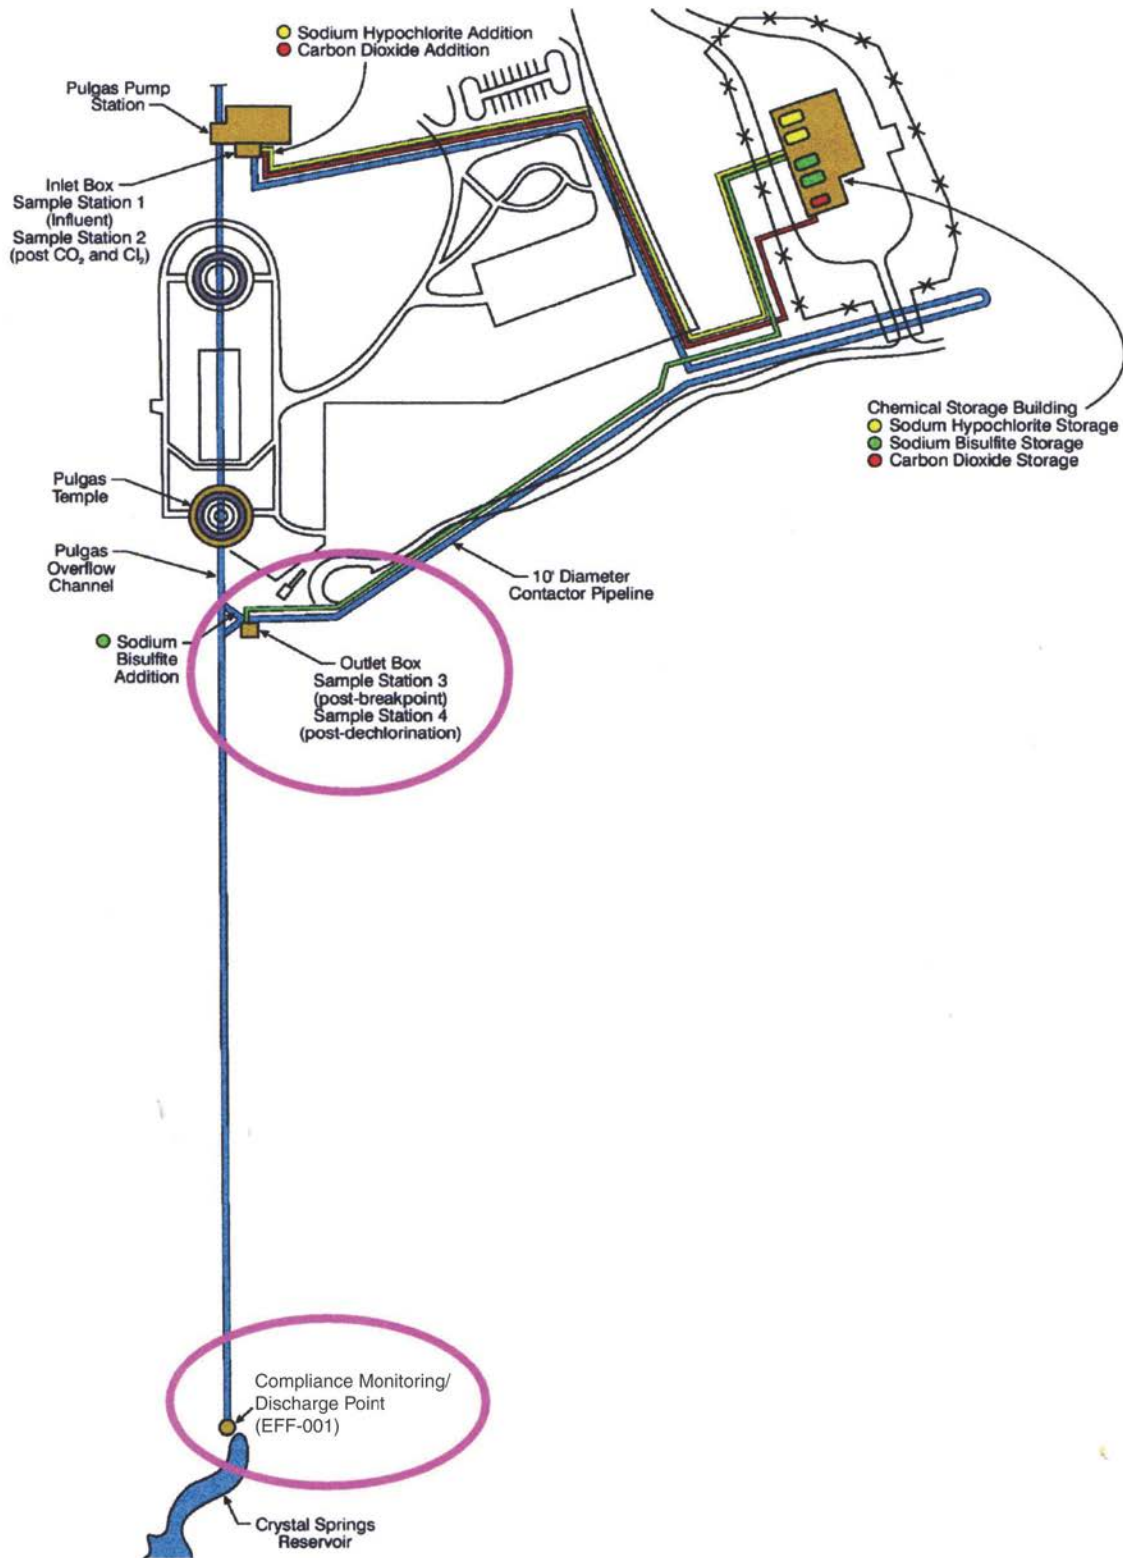 Sodium Hypochlorite Addition
Carbon Dioxide Addition
Pulgas Pump
Station
Inlet Box
Sample Station 1
(Influent)
Sample Station 2
(post CO₂ and Cl₂)
Chemical Storage Building
Sodum Hypochlorite Storage
Sodium Bisulfite Storage
Carbon Dioxide Storage
Pulgas
Temple
Pulgas
Overflow
Channel
10' Diameter
Contactor Pipeline
Sodium
Bisulfite
Addition
Outlet Box
Sample Station 3
(post-breakpoint)
Sample Station 4
(post-dechlorination)
Compliance Monitoring/
Discharge Point
(EFF-001)
Crystal Springs
Reservoir